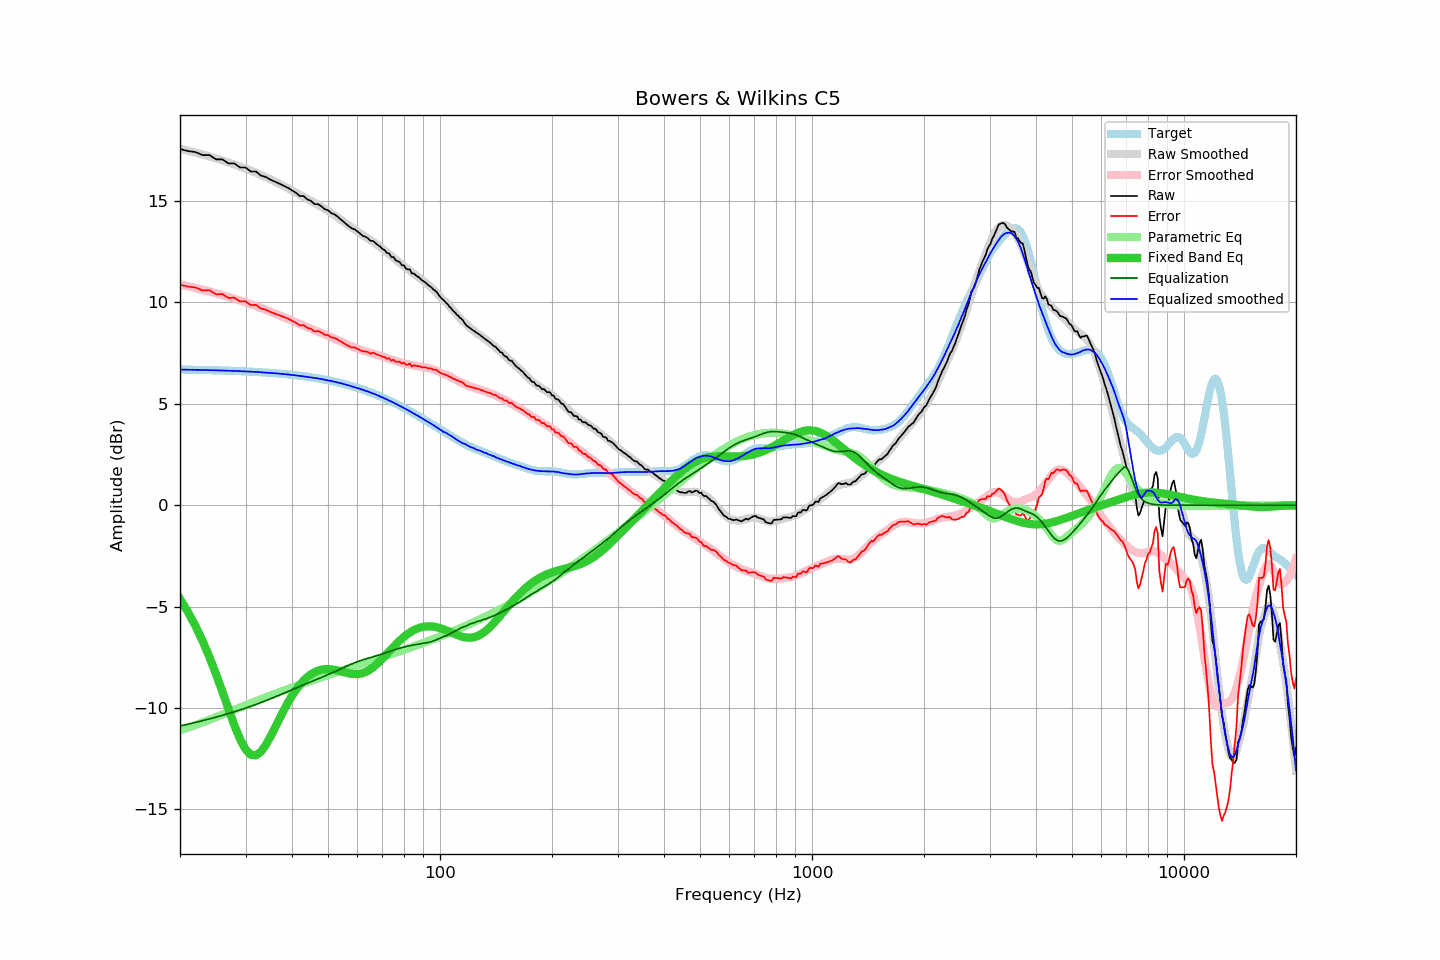 Bowers & Wilkins C5
Target
Raw Smoothed
Error Smoothed
Raw
Error
Parametric Eq
Fixed Band Eq
Equalization
Equalized smoothed
Amplitude (dBr)
15
10
5
0
−5
−10
−15
100
1000
10000
Frequency (Hz)